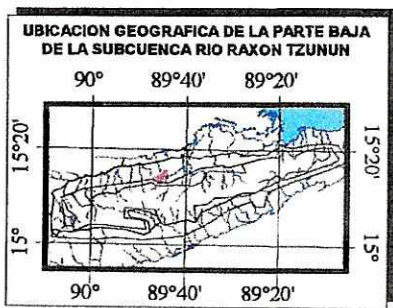 UBICACION GEOGRAFICA DE LA PARTE BAJA
DE LA SUBCUENCA RIO RAXON TZUNUN
90° 89°40' 89°20'
15°20' 15°20'
15° 15°
90° 89°40' 89°20'